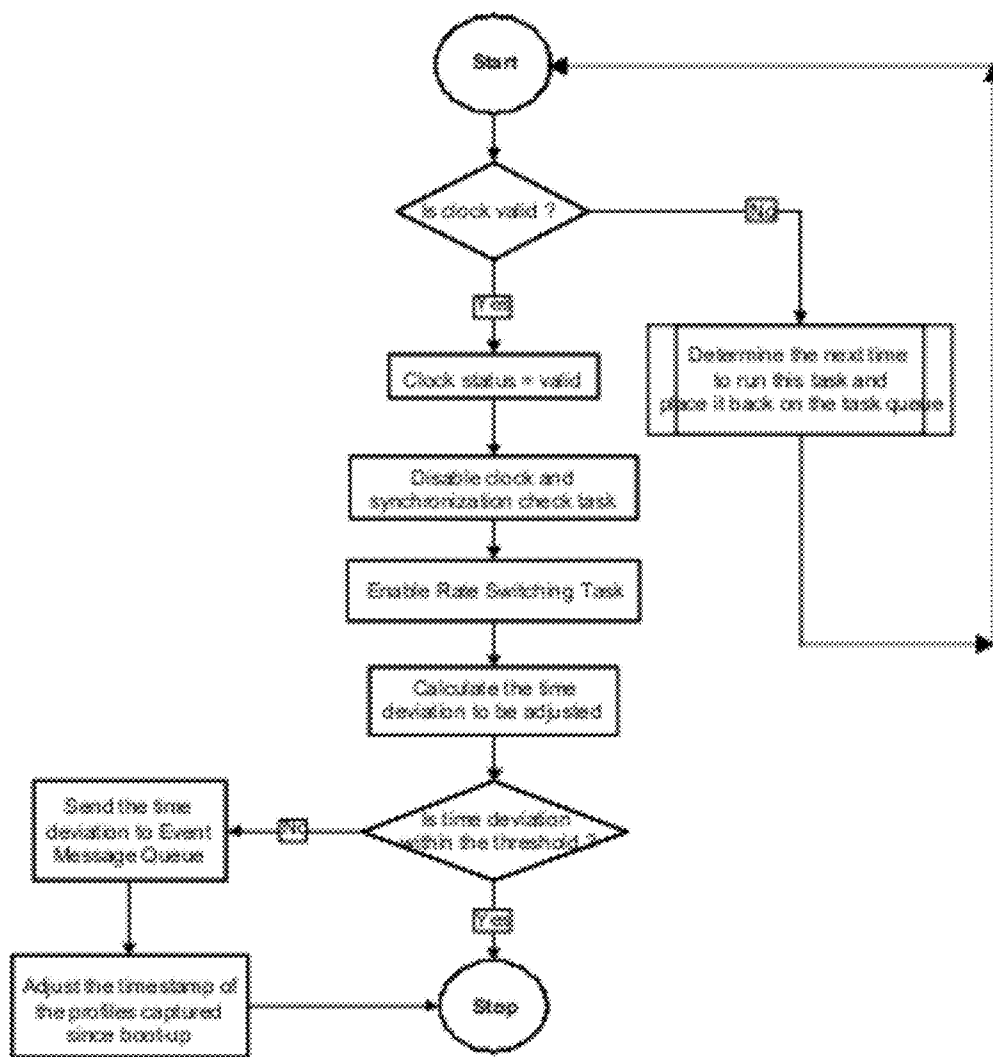 Start
Is clock valid ?
No
Yes
Clock status = valid
Determine the next time
to run this task and
place it back on the task queue
Disable clock and
synchronization check task
Enable Rate Switching Task
Calculate the time
deviation to be adjusted
Is time deviation
within the threshold ?
No
Send the time
deviation to Event
Message Queue
Yes
Adjust the timestamp of
the profiles captured
since boot-up
Stop